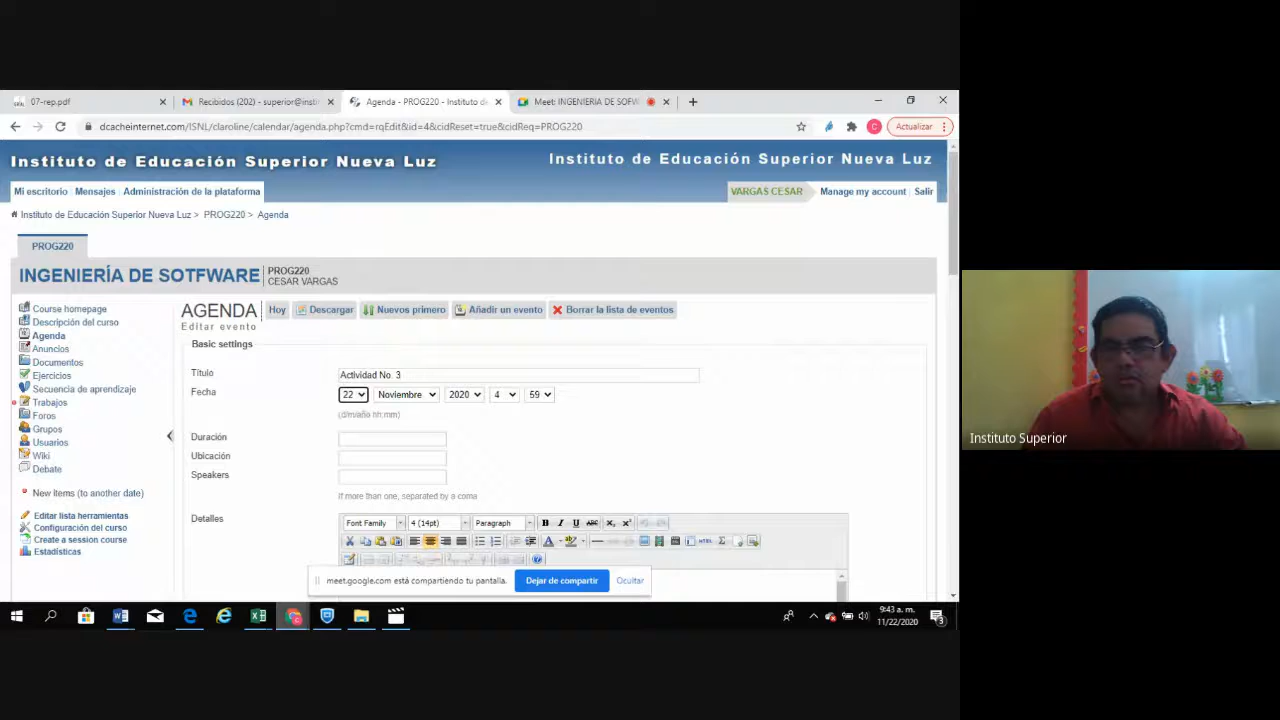 07-rep.pdf
Recibidos (202) - superior@insti
Agenda - PROG220 - Instituto de
Meet: INGENIERIA DE SOFW
dcacheinternet.com/ISNL/claroline/calendar/agenda.php?cmd=rqEdit&id=4&cidReset=true&cidReq=PROG220
C
Actualizar
Instituto de Educación Superior Nueva Luz
Instituto de Educación Superior Nueva Luz
Mi escritorio Mensajes Administración de la plataforma
VARGAS CESAR Manage my account Salir
Instituto de Educación Superior Nueva Luz > PROG220 > Agenda
PROG220
INGENIERÍA DE SOTFWARE
PROG220
CESAR VARGAS
Course homepage
Descripción del curso
Agenda
Anuncios
Documentos
Ejercicios
Secuencia de aprendizaje
Trabajos
Foros
Grupos
Usuarios
Wiki
Debate
New items (to another date)
Editar lista herramientas
Configuración del curso
Create a session course
Estadísticas
AGENDA
Editar evento
Hoy Descargar Nuevos primero Añadir un evento Borrar la lista de eventos
Basic settings
Título Actividad No. 3
Fecha 22 Noviembre 2020 4 59
(d/m/año hh:mm)
Duración
Ubicación
Speakers
If more than one, separated by a coma
Detalles
Font Family 4 (14pt) Paragraph B I U ABC X₂ X²
A HTML Σ
meet.google.com está compartiendo tu pantalla. Dejar de compartir Ocultar
9:43 a. m.
11/22/2020
3
Instituto Superior